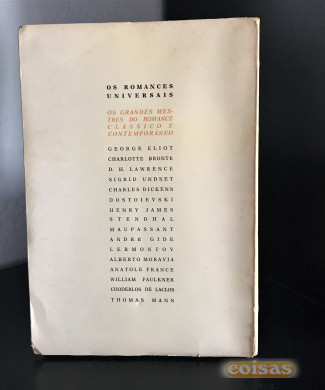 OS ROMANCES
UNIVERSAIS
OS GRANDES MES-
TRES DO ROMANCE
CLÁSSICO E
CONTEMPORÂNEO
GEORGE ELIOT
CHARLOTTE BRONTE
D. H. LAWRENCE
SIGRID UNDSET
CHARLES DICKENS
DOSTOIEVSKI
HENRY JAMES
STENDHAL
MAUPASSANT
ANDRE GIDE
LERMONTOV
ALBERTO MORAVIA
ANATOLE FRANCE
WILLIAM FAULKNER
CHODERLOS DE LACLOS
THOMAS MANN
coisas